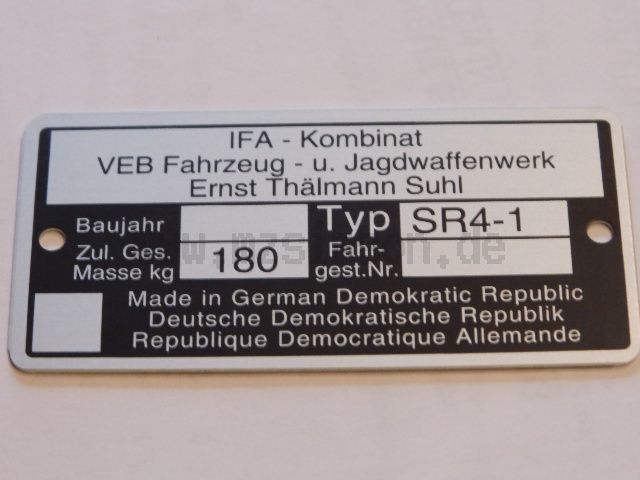 IFA - Kombinat
VEB Fahrzeug - u. Jagdwaffenwerk
Ernst Thälmann Suhl
Baujahr
Typ SR4-1
Zul. Ges.
Masse kg 180
Fahr-
gest.Nr.
Made in German Demokratic Republic
Deutsche Demokratische Republik
Republique Democratique Allemande